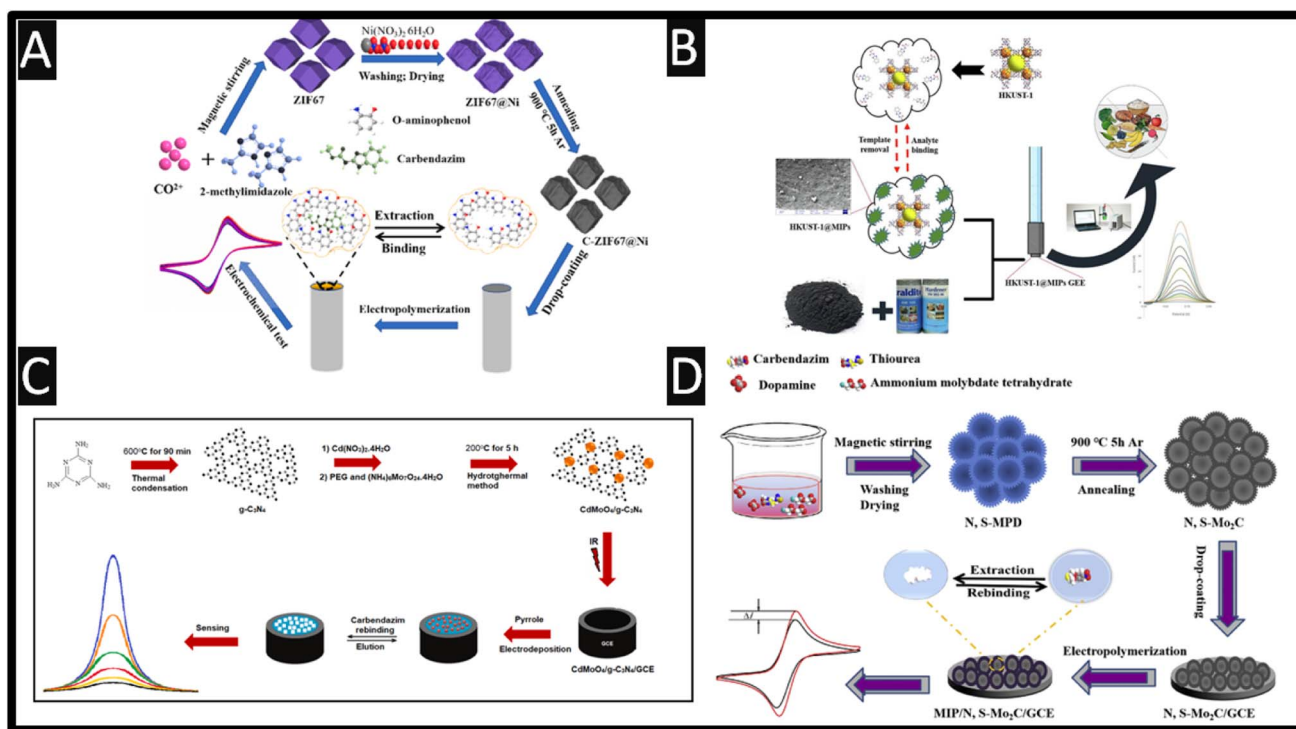 A
Ni(NO3)2 6H2O
Washing; Drying
Magnetic stirring
ZIF67
ZIF67@Ni
Annealing
900 °C 5h Ar
O-aminophenol
Carbendazim
CO2+
+
2-methylimidazole
Extraction
Binding
C-ZIF67@Ni
Drop-coating
Electropolymerization
Electrochemical test
B
HKUST-1
Template
removal
Analyte
binding
HKUST-1@MIPs
HKUST-1@MIPs GEE
raldite
Hardener
C
NH2
H2N
NH2
600°C for 90 min
Thermal
condensation
g-C3N4
1) Cd(NO3)2.4H2O
2) PEG and (NH4)6Mo7O24.4H2O
200°C for 5 h
Hydrotghermal
method
CdMoO4/g-C3N4
IR
GCE
CdMoO4/g-C3N4/GCE
Pyrrole
Electrodeposition
Carbendazim
rebinding
Elution
Sensing
D
Carbendazim
Thiourea
Dopamine
Ammonium molybdate tetrahydrate
Magnetic stirring
Washing
Drying
N, S-MPD
900 °C 5h Ar
Annealing
N, S-Mo2C
Drop-coating
Extraction
Rebinding
ΔI
Electropolymerization
MIP/N, S-Mo2C/GCE
N, S-Mo2C/GCE